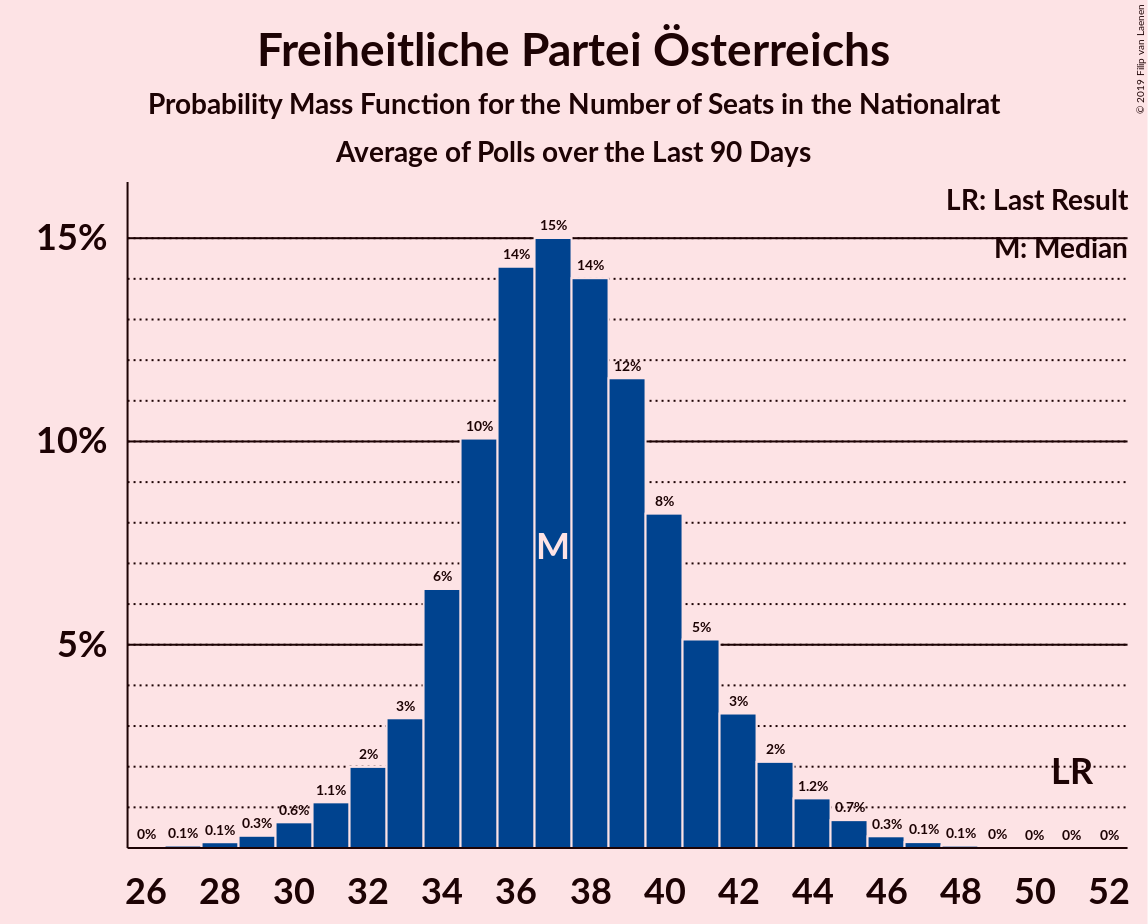 Freiheitliche Partei Österreichs
Probability Mass Function for the Number of Seats in the Nationalrat
Average of Polls over the Last 90 Days
© 2019 Filip van Laenen
LR: Last Result
M: Median
15%
10%
5%
0% 0.1% 0.1% 0.3% 0.6% 1.1% 2% 3% 6% 10% 14% 15% 14% 12% 8% 5% 3% 2% 1.2% 0.7% 0.3% 0.1% 0.1% 0% 0% 0% 0%
M
LR
26 28 30 32 34 36 38 40 42 44 46 48 50 52